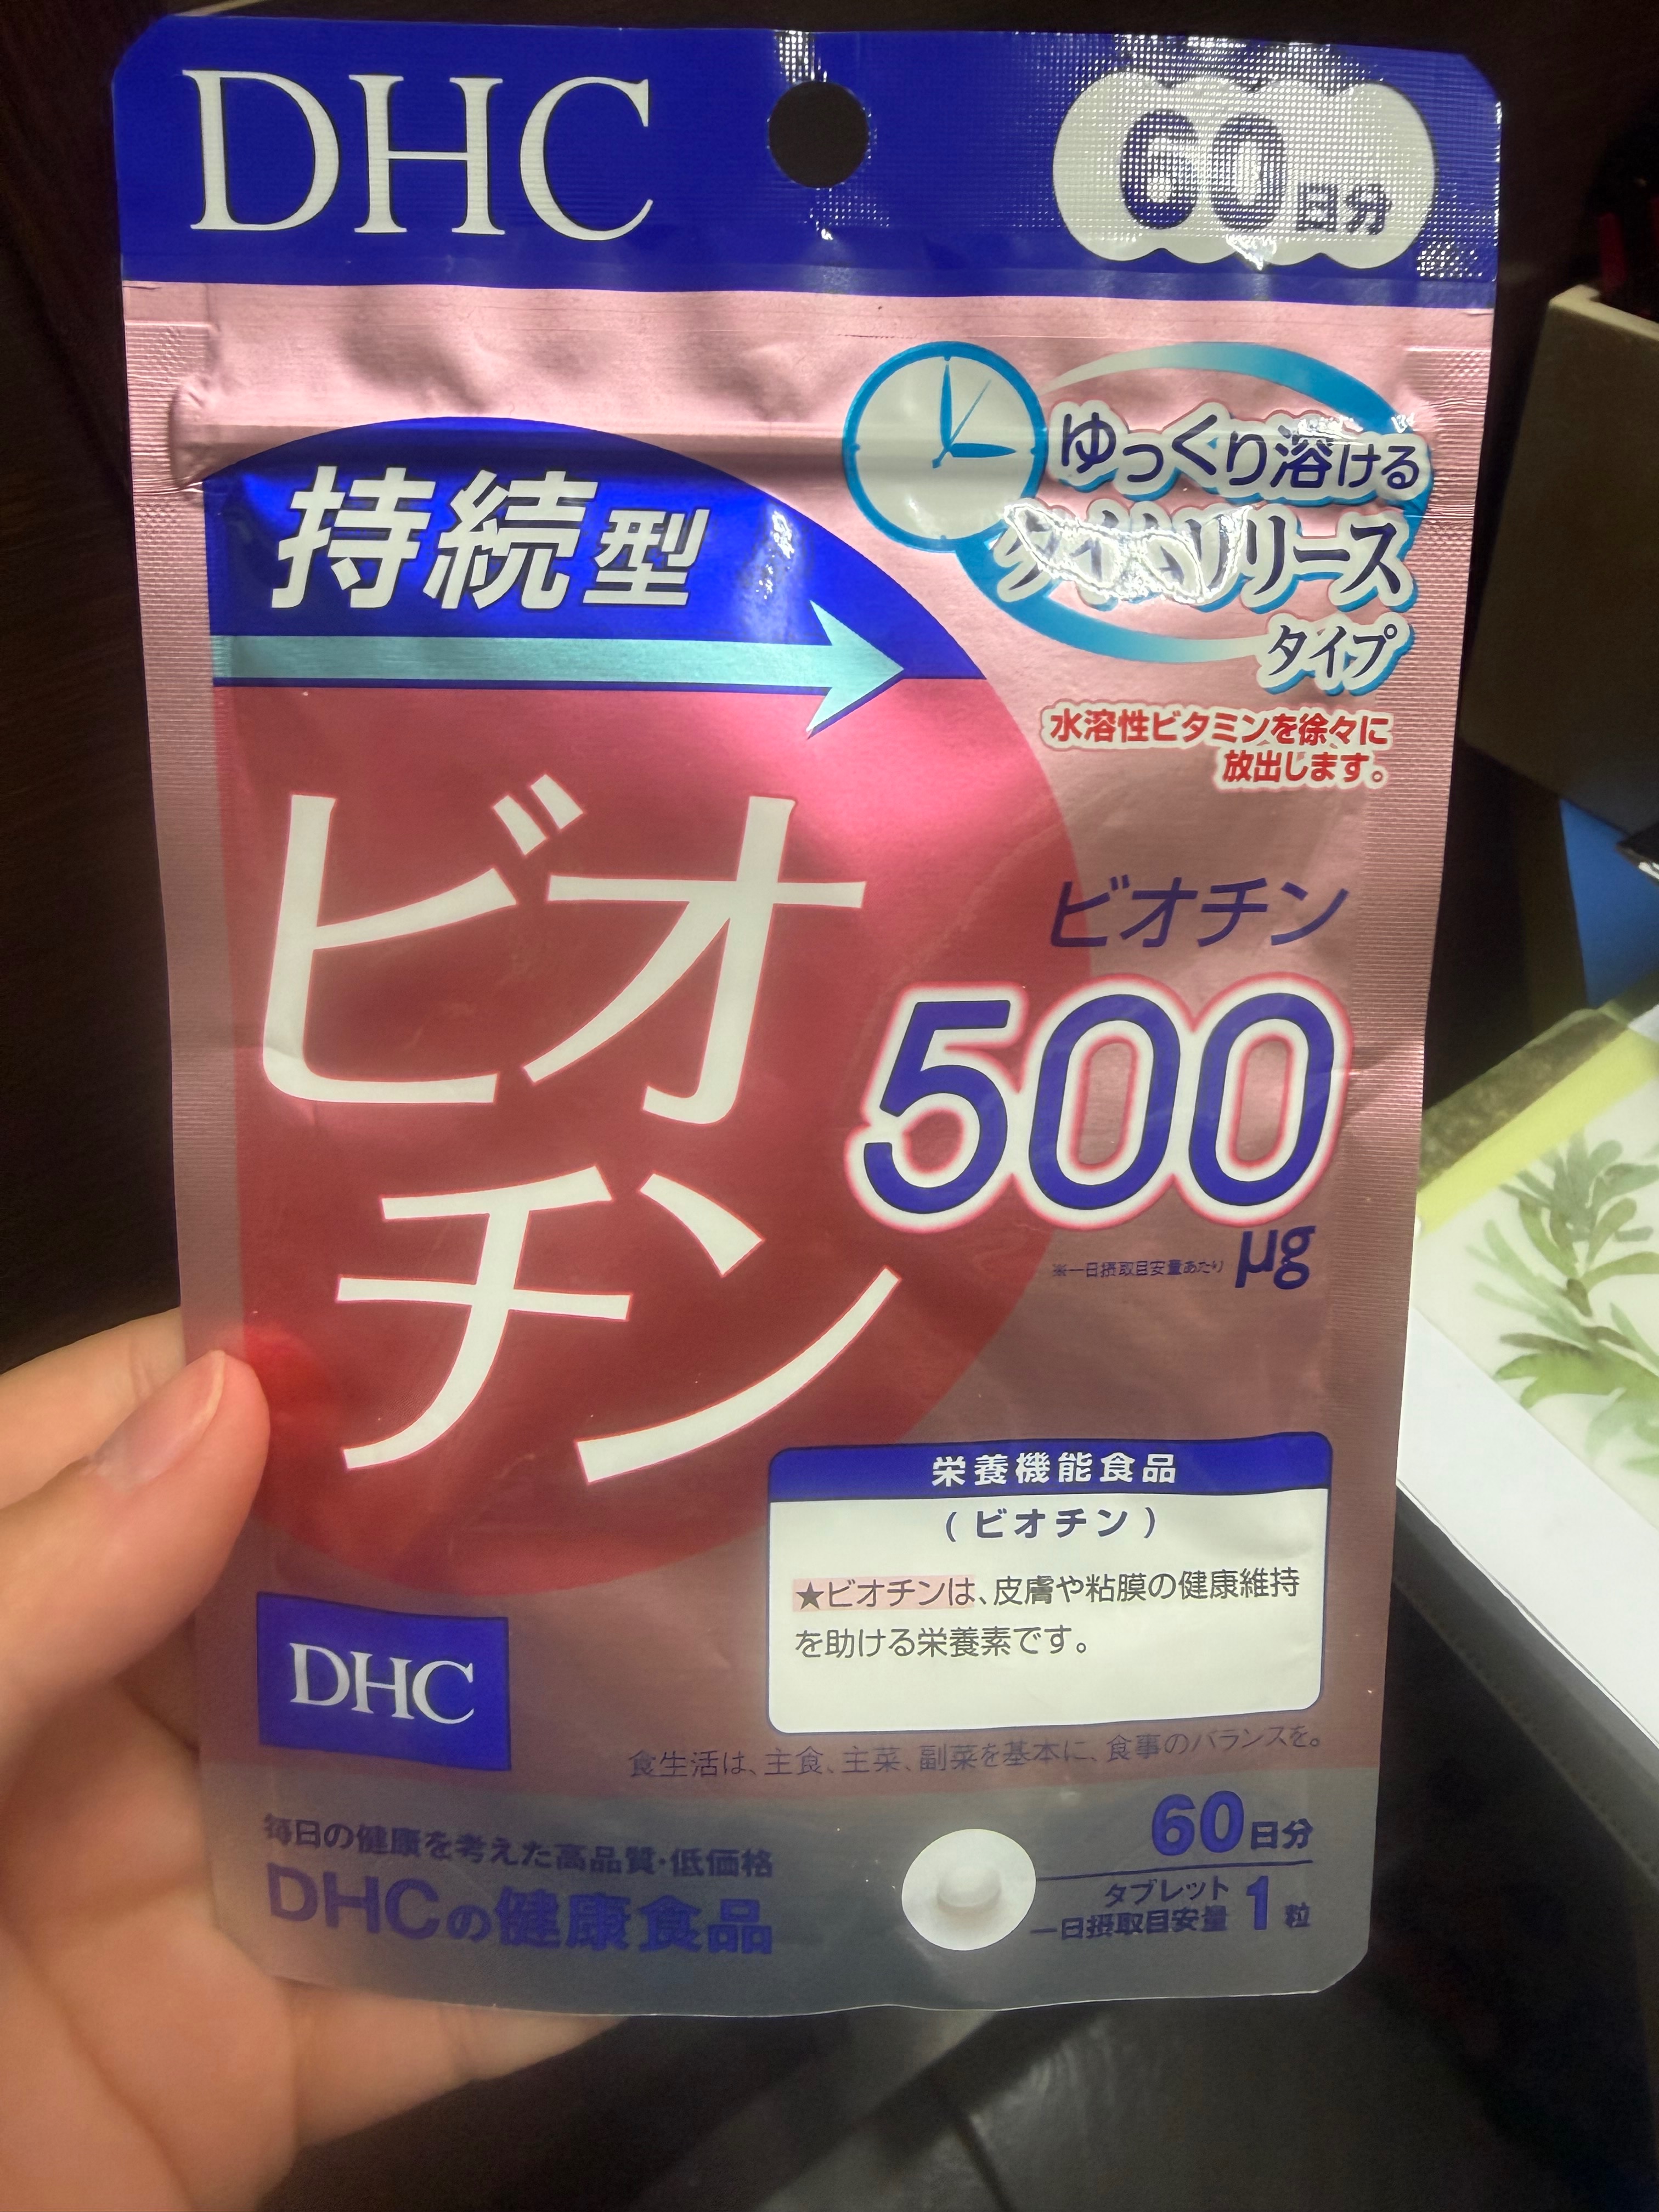 DHC
60日分
持続型
ゆっくり溶ける
タイムリリース
タイプ
水溶性ビタミンを徐々に
放出します。
ビオ
チン
ビオチン
500
※一日摂取目安量あたり μg
栄養機能食品
(ビオチン)
★ビオチンは、皮膚や粘膜の健康維持
を助ける栄養素です。
DHC
食生活は、主食、主菜、副菜を基本に、食事のバランスを。
毎日の健康を考えた高品質・低価格
DHCの健康食品
60日分
タブレット
一日摂取目安量 1粒